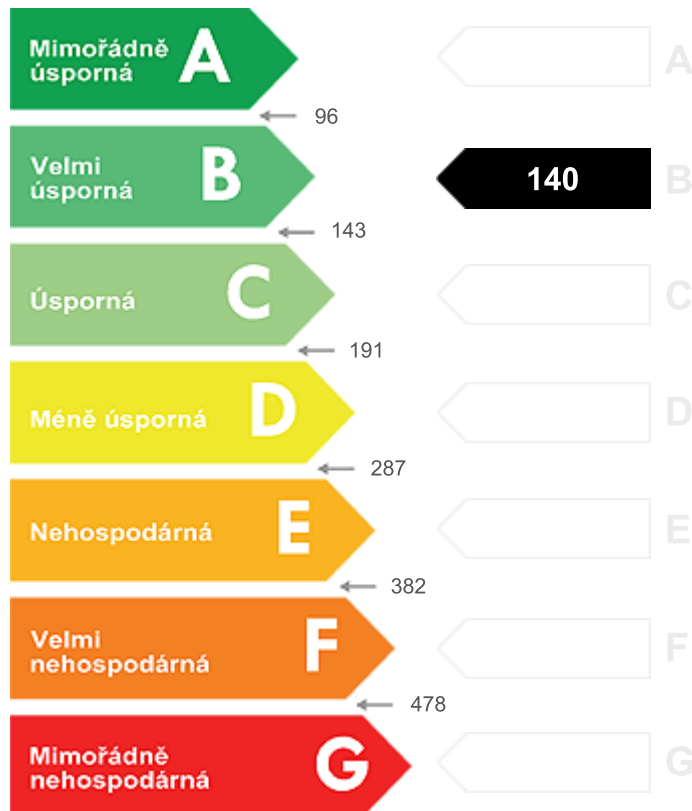 Mimořádně
úsporná
A
A
96
Velmi
úsporná
B
140
B
143
Úsporná
C
C
191
Méně úsporná
D
D
287
Nehospodárná
E
E
382
Velmi
nehospodárná
F
F
478
Mimořádně
nehospodárná
G
G